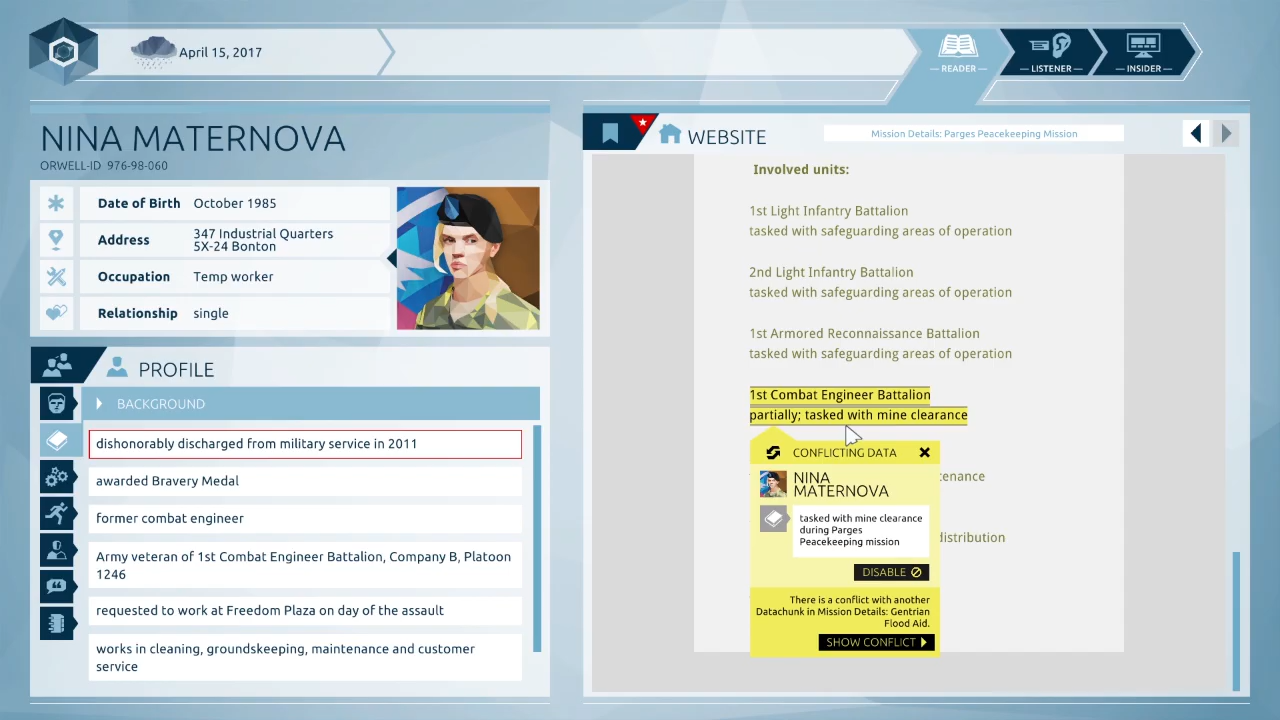 April 15, 2017
— READER —
— LISTENER —
— INSIDER —
NINA MATERNOVA
ORWELL-ID 976-98-060
Date of Birth October 1985
Address 347 Industrial Quarters
5X-24 Bonton
Occupation Temp worker
Relationship single
PROFILE
BACKGROUND
dishonorably discharged from military service in 2011
awarded Bravery Medal
former combat engineer
Army veteran of 1st Combat Engineer Battalion, Company B, Platoon
1246
requested to work at Freedom Plaza on day of the assault
works in cleaning, groundskeeping, maintenance and customer
service
WEBSITE
Mission Details: Parges Peacekeeping Mission
Involved units:
1st Light Infantry Battalion
tasked with safeguarding areas of operation
2nd Light Infantry Battalion
tasked with safeguarding areas of operation
1st Armored Reconnaissance Battalion
tasked with safeguarding areas of operation
1st Combat Engineer Battalion
partially; tasked with mine clearance
CONFLICTING DATA
NINA
MATERNOVA
tasked with mine clearance
during Parges
Peacekeeping mission
DISABLE
There is a conflict with another
Datachunk in Mission Details: Gentrian
Flood Aid.
SHOW CONFLICT
tenance
distribution